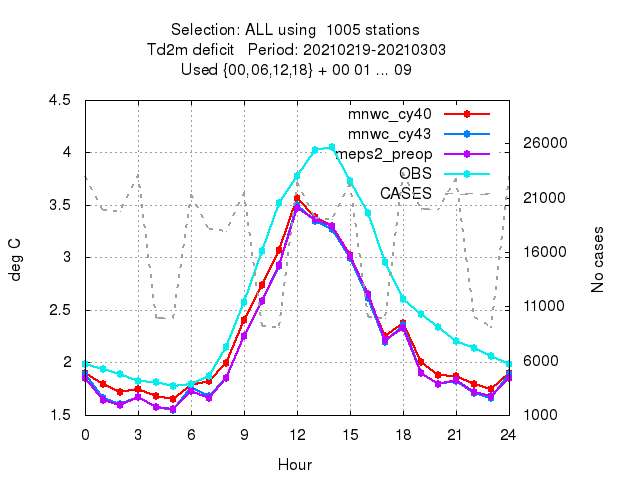 Selection: ALL using  1005 stations
Td2m deficit   Period: 20210219-20210303
Used {00,06,12,18} + 00 01 ... 09
4.5
4
3.5
3
2.5
2
1.5
deg C
mnwc_cy40
mnwc_cy43
meps2_preop
OBS
CASES
26000
21000
16000
11000
6000
1000
No cases
0 3 6 9 12 15 18 21 24
Hour